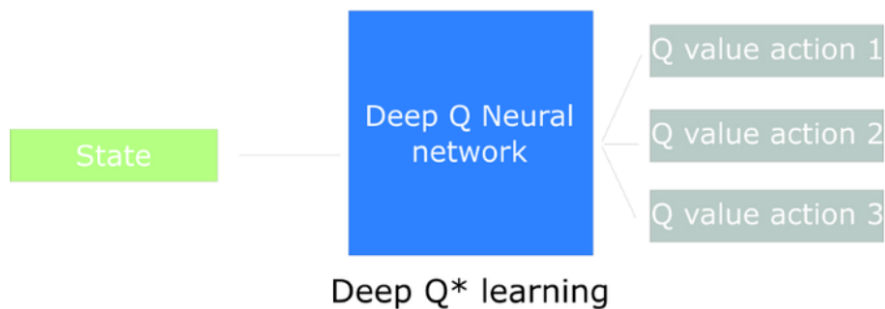 State
Deep Q Neural
network
Q value action 1
Q value action 2
Q value action 3
Deep Q* learning